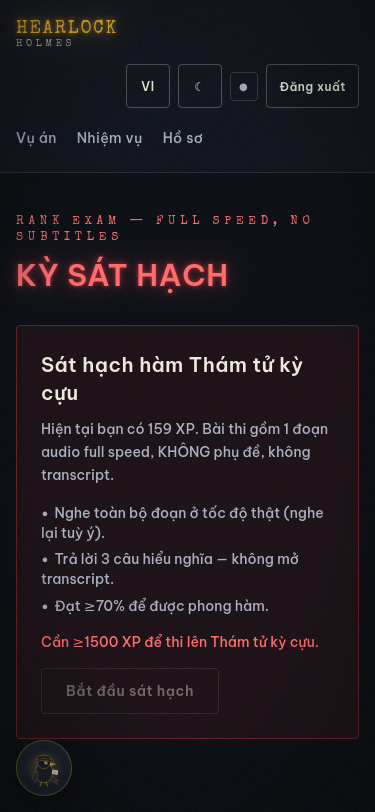 HEARLOCK
HOLMES
VI
Đăng xuất
Vụ án
Nhiệm vụ
Hồ sơ
RANK EXAM — FULL SPEED, NO
SUBTITLES
KỲ SÁT HẠCH
Sát hạch hàm Thám tử kỳ
cựu
Hiện tại bạn có 159 XP. Bài thi gồm 1 đoạn
audio full speed, KHÔNG phụ đề, không
transcript.
• Nghe toàn bộ đoạn ở tốc độ thật (nghe
lại tuỳ ý).
• Trả lời 3 câu hiểu nghĩa — không mở
transcript.
• Đạt ≥70% để được phong hàm.
Cần ≥1500 XP để thi lên Thám tử kỳ cựu.
Bắt đầu sát hạch